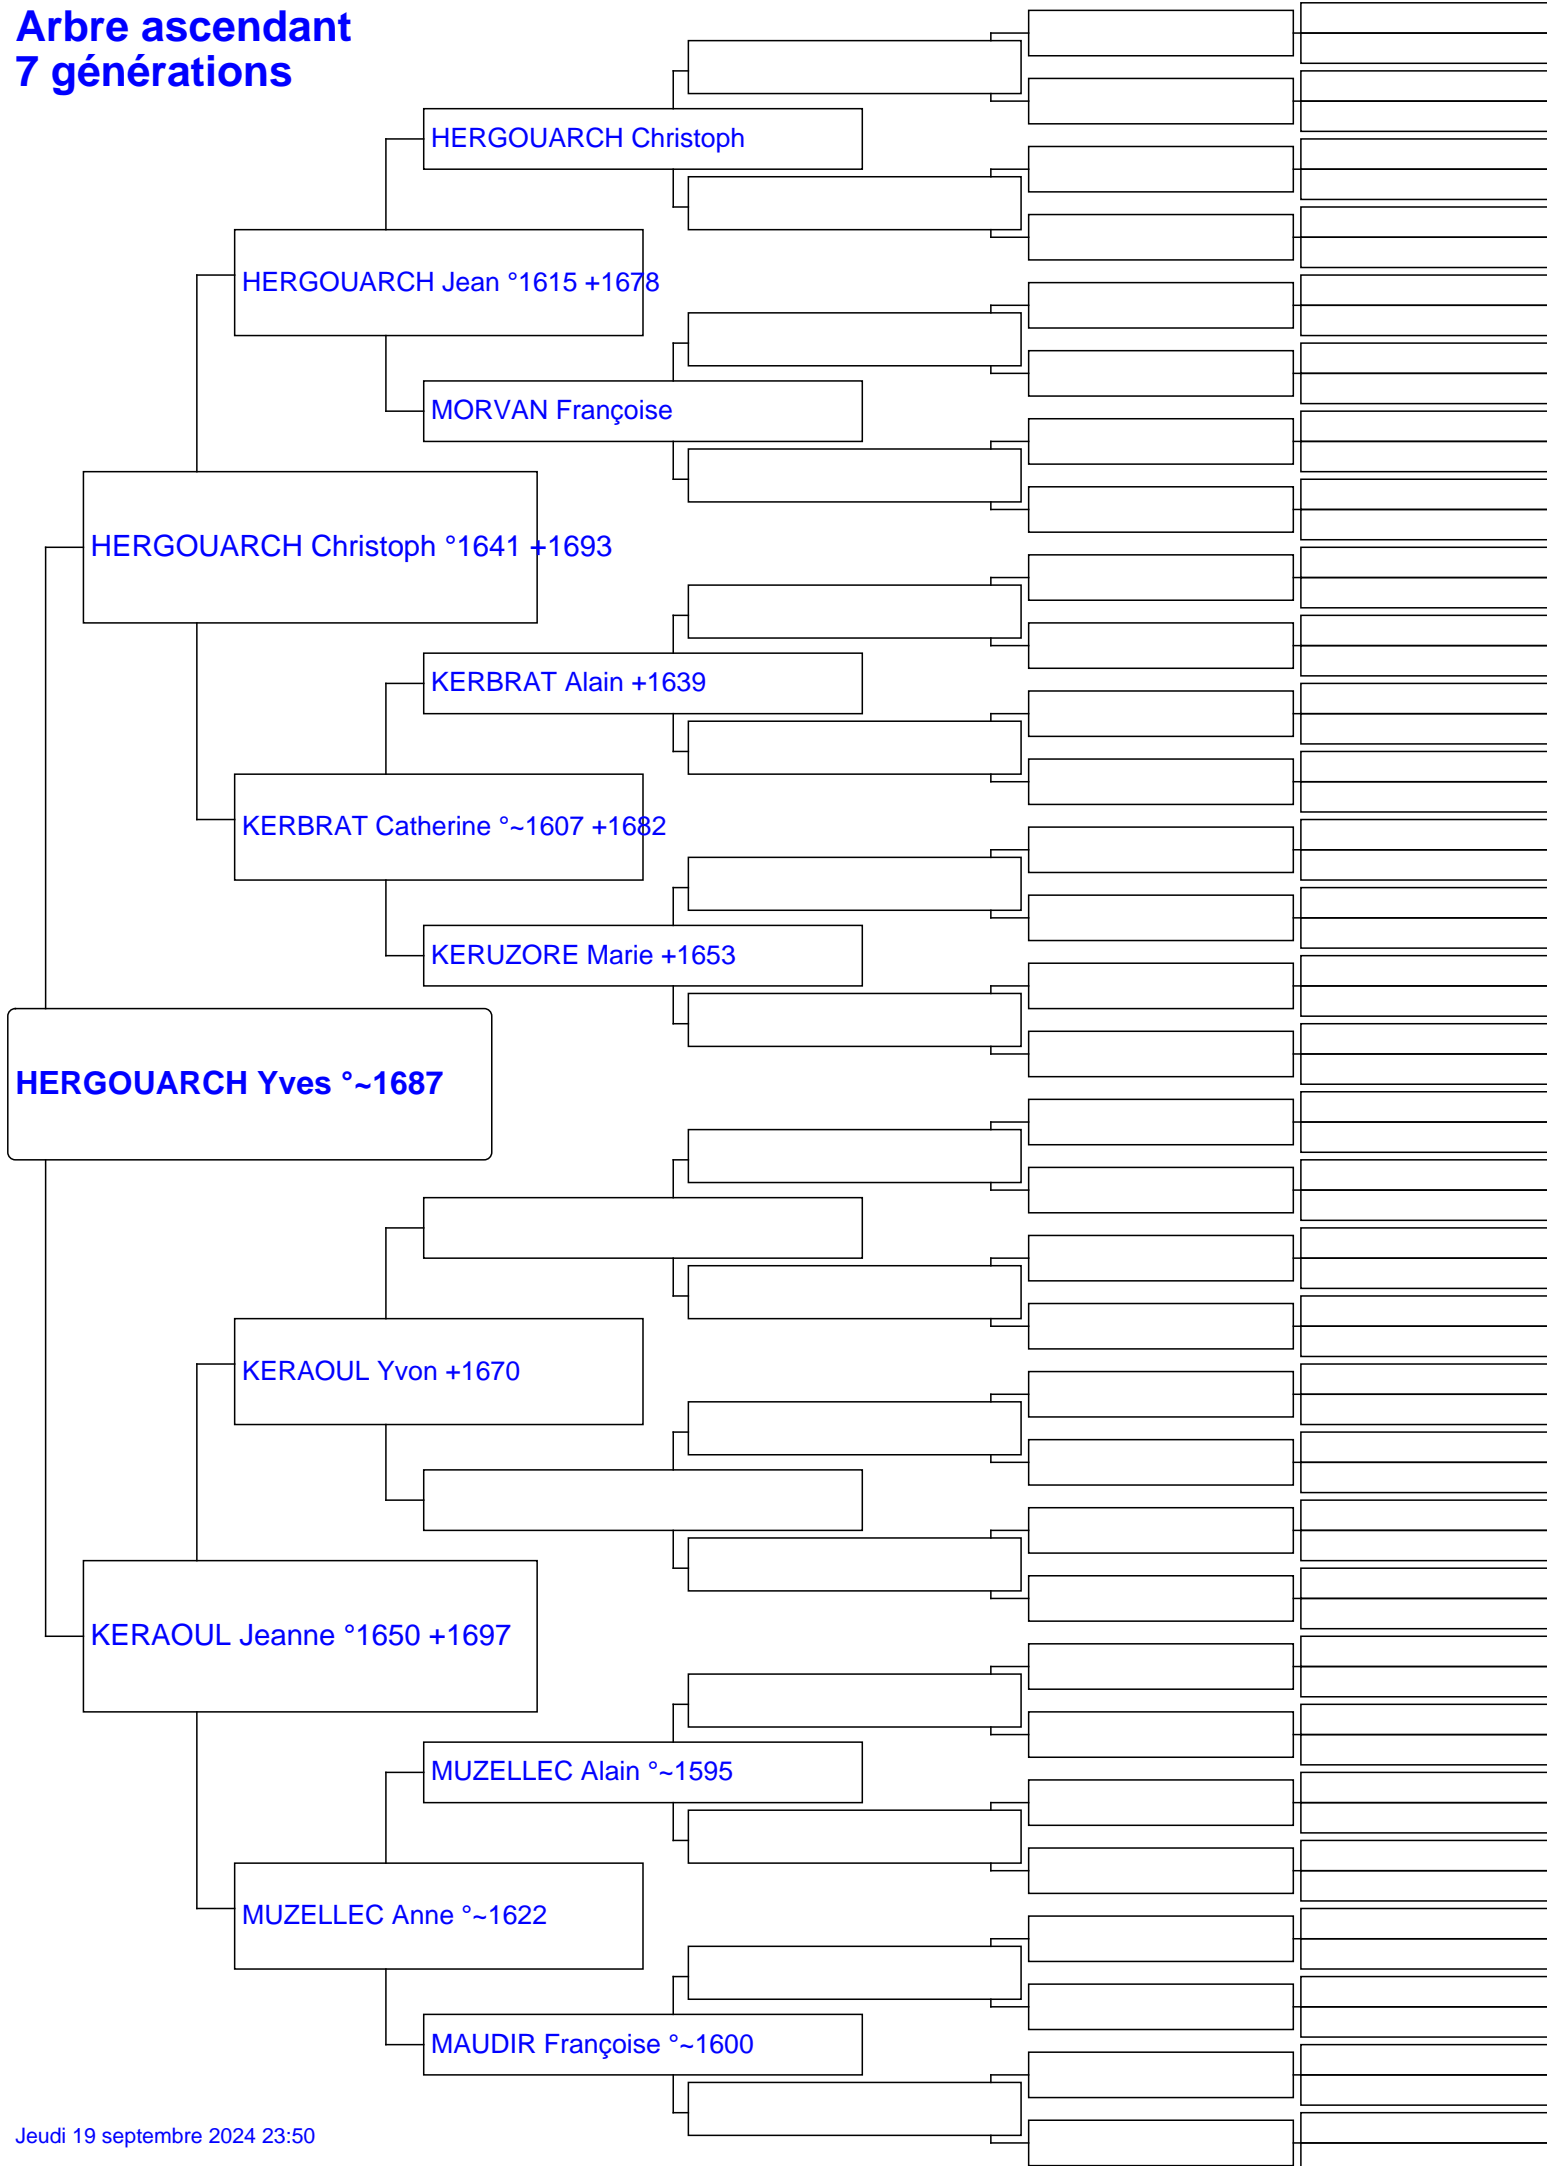 Arbre ascendant
7 générations
HERGOUARCH Christoph
HERGOUARCH Jean °1615 +1678
MORVAN Françoise
HERGOUARCH Christoph °1641 +1693
KERBRAT Alain +1639
KERBRAT Catherine °~1607 +1682
KERUZORE Marie +1653
HERGOUARCH Yves °~1687
KERAOUL Yvon +1670
KERAOUL Jeanne °1650 +1697
MUZELLEC Alain °~1595
MUZELLEC Anne °~1622
MAUDIR Françoise °~1600
Jeudi 19 septembre 2024 23:50